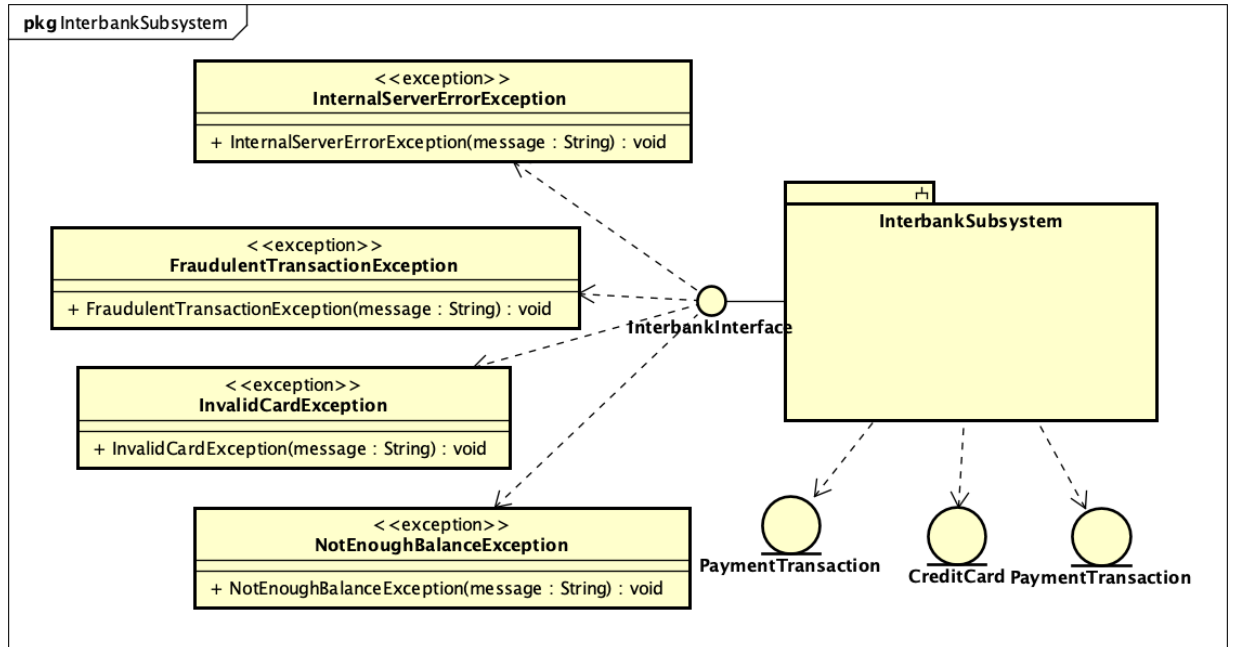 pkg InterbankSubsystem
<<exception>>
InternalServerErrorException
+ InternalServerErrorException(message : String) : void
InterbankSubsystem
<<exception>>
FraudulentTransactionException
+ FraudulentTransactionException(message : String) : void
InterbankInterface
<<exception>>
InvalidCardException
+ InvalidCardException(message : String) : void
<<exception>>
NotEnoughBalanceException
+ NotEnoughBalanceException(message : String) : void
PaymentTransaction
CreditCard
PaymentTransaction